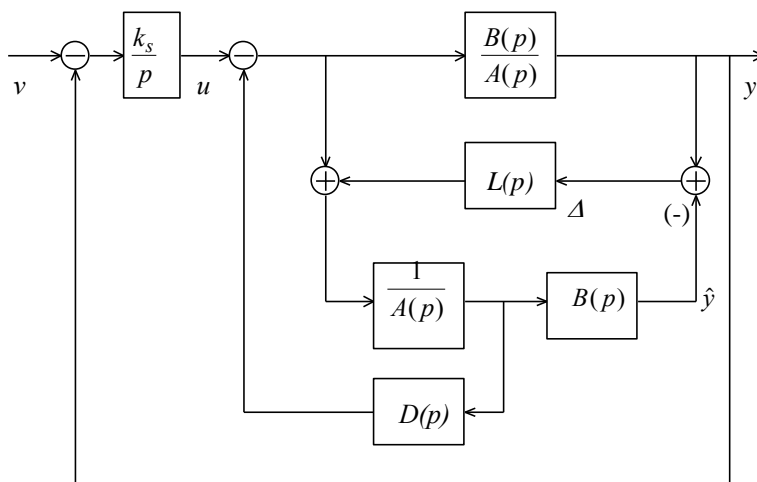 k_s
p
B(p)
A(p)
v
u
y
L(p)
Δ
(-)
1
A(p)
B(p)
ŷ
D(p)